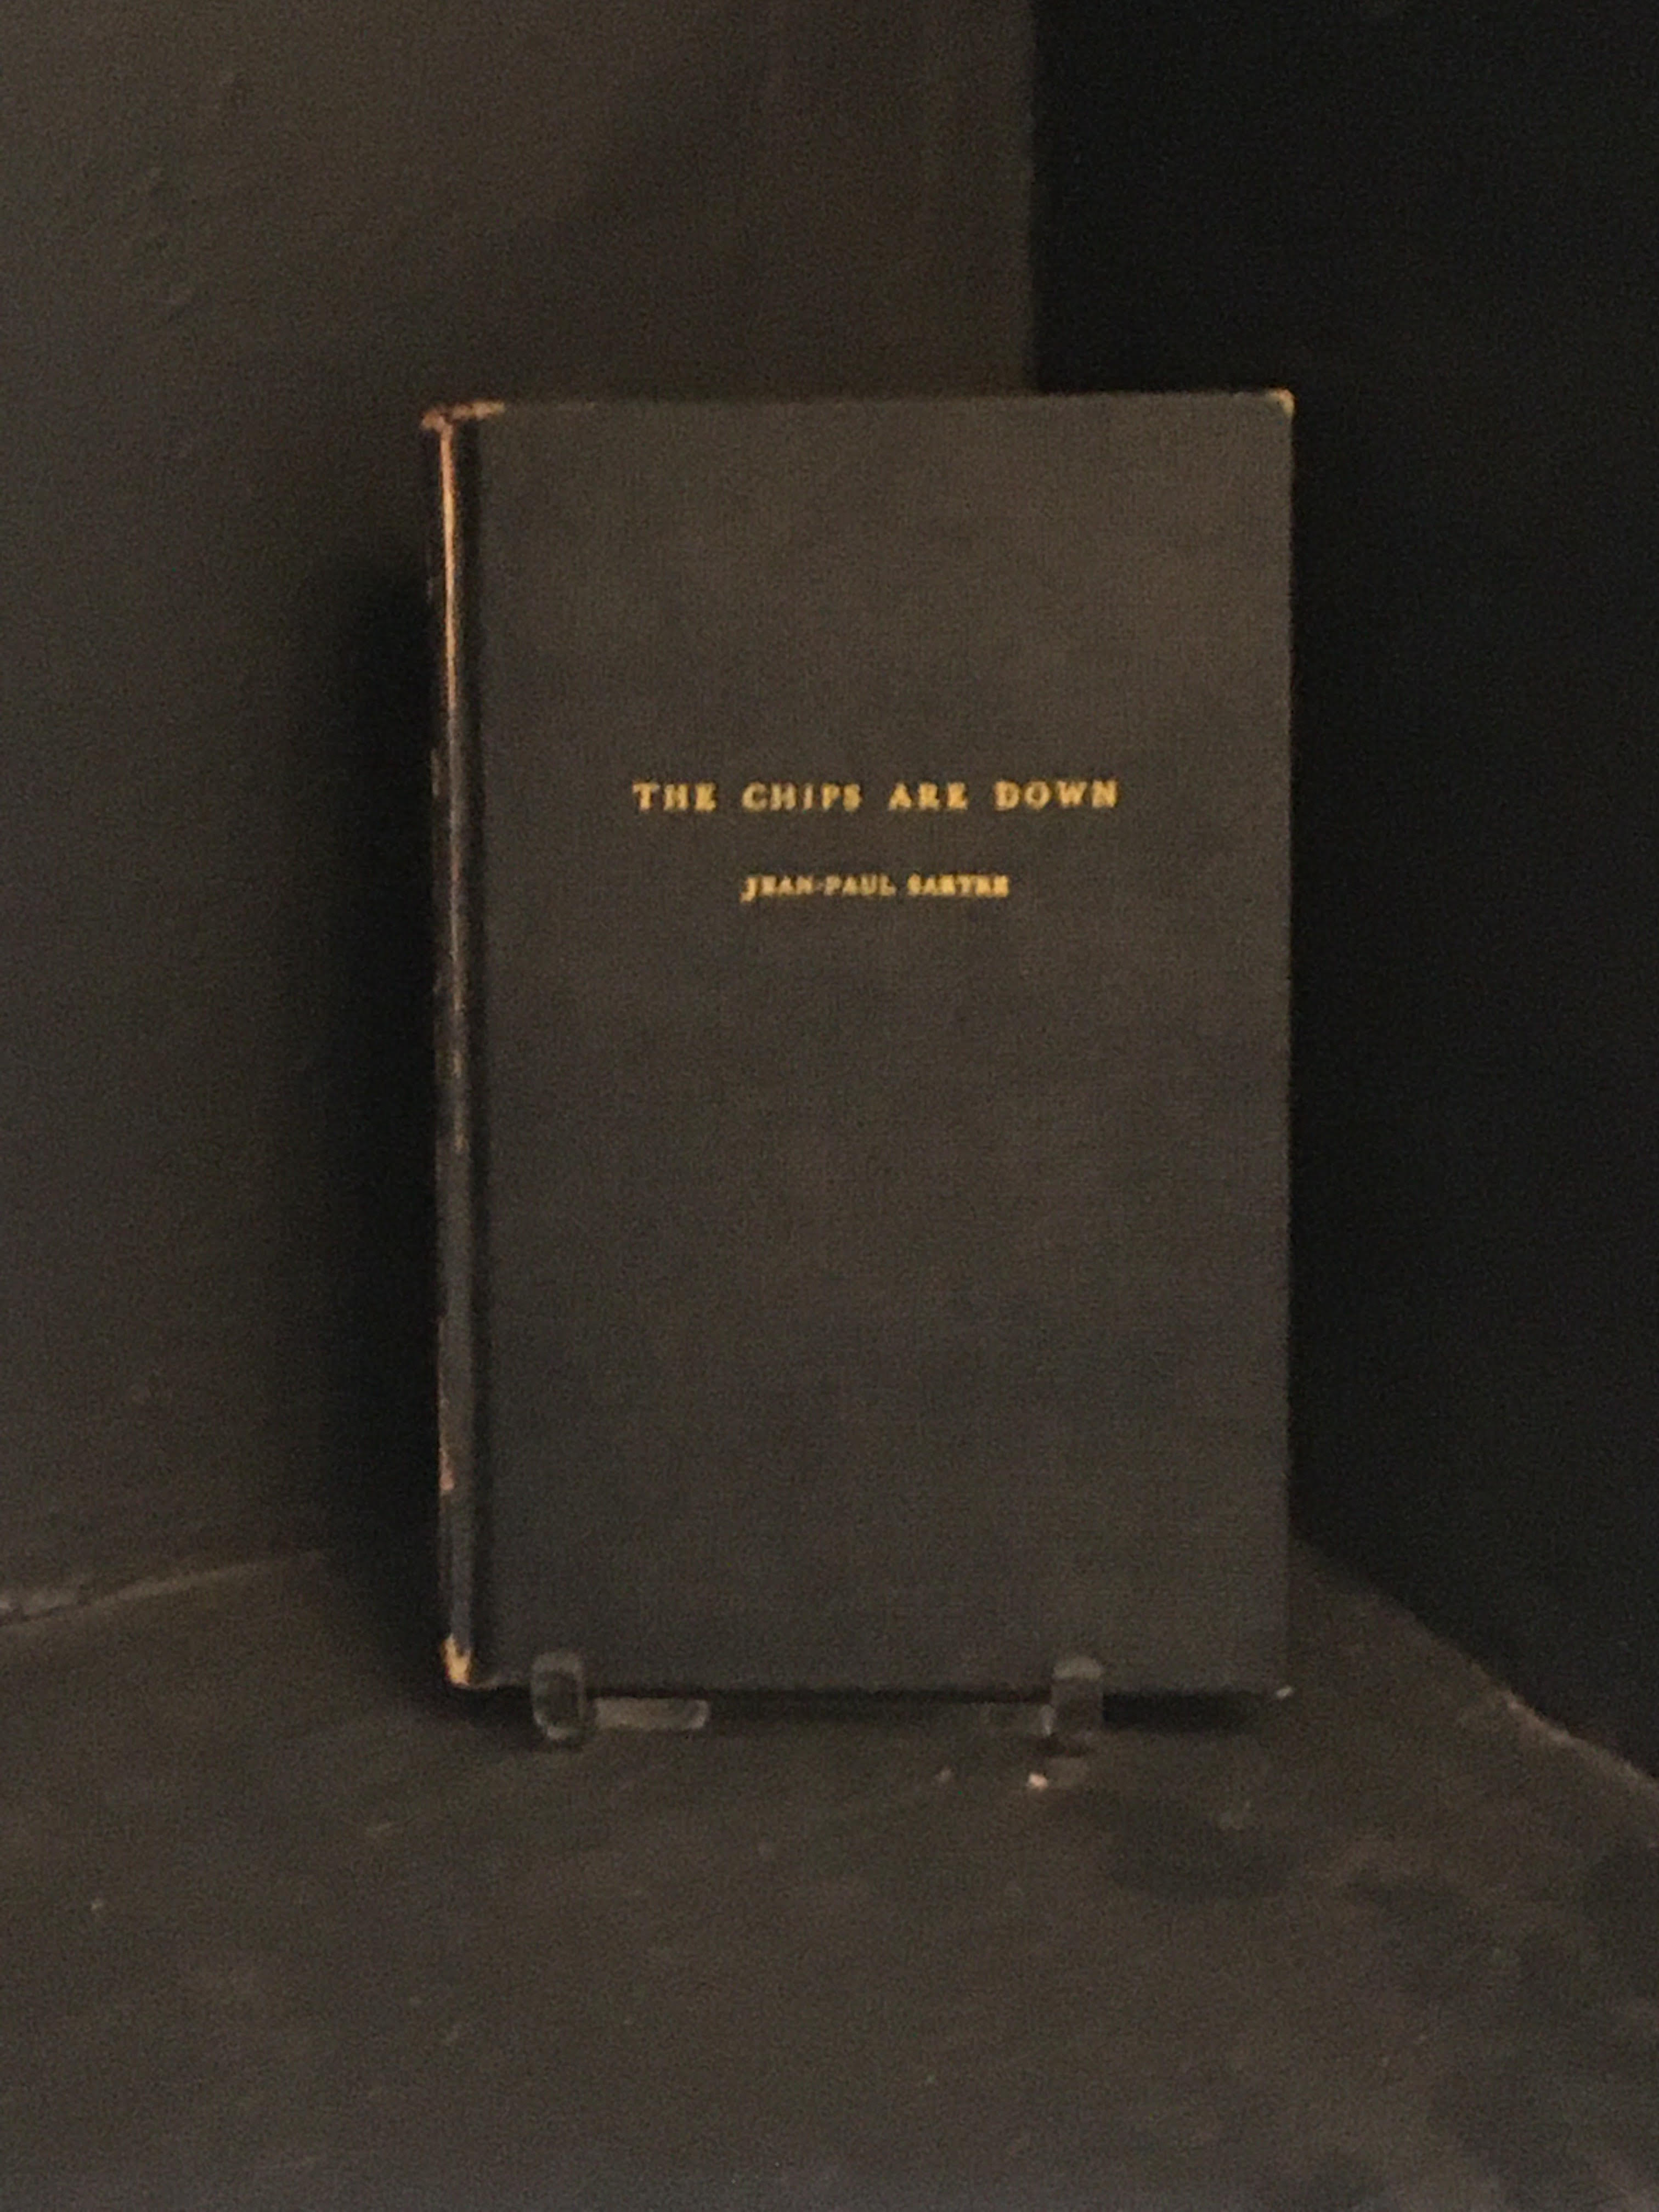 THE CHIPS ARE DOWN
JEAN-PAUL SARTRE